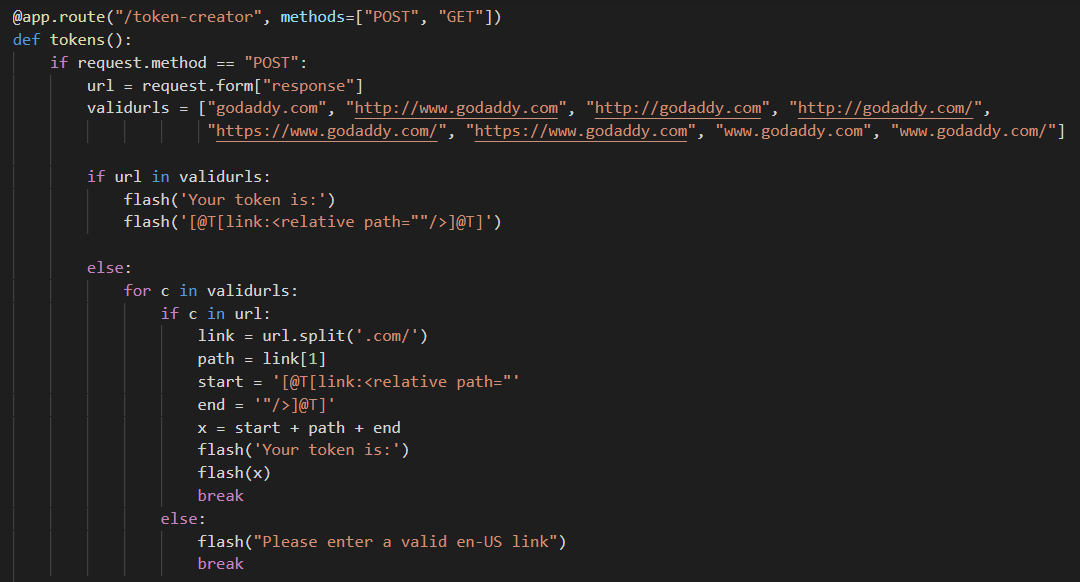 @app.route("/token-creator", methods=["POST", "GET"])
def tokens():
    if request.method == "POST":
        url = request.form["response"]
        validurls = ["godaddy.com", "http://www.godaddy.com", "http://godaddy.com", "http://godaddy.com/",
                     "https://www.godaddy.com/", "https://www.godaddy.com", "www.godaddy.com", "www.godaddy.com/"]
        if url in validurls:
            flash('Your token is:')
            flash('[@T[link:<relative path=""/>]@T]')
        else:
            for c in validurls:
                if c in url:
                    link = url.split('.com/')
                    path = link[1]
                    start = '[@T[link:<relative path="'
                    end = '"/>]@T]'
                    x = start + path + end
                    flash('Your token is:')
                    flash(x)
                    break
                else:
                    flash("Please enter a valid en-US link")
                    break